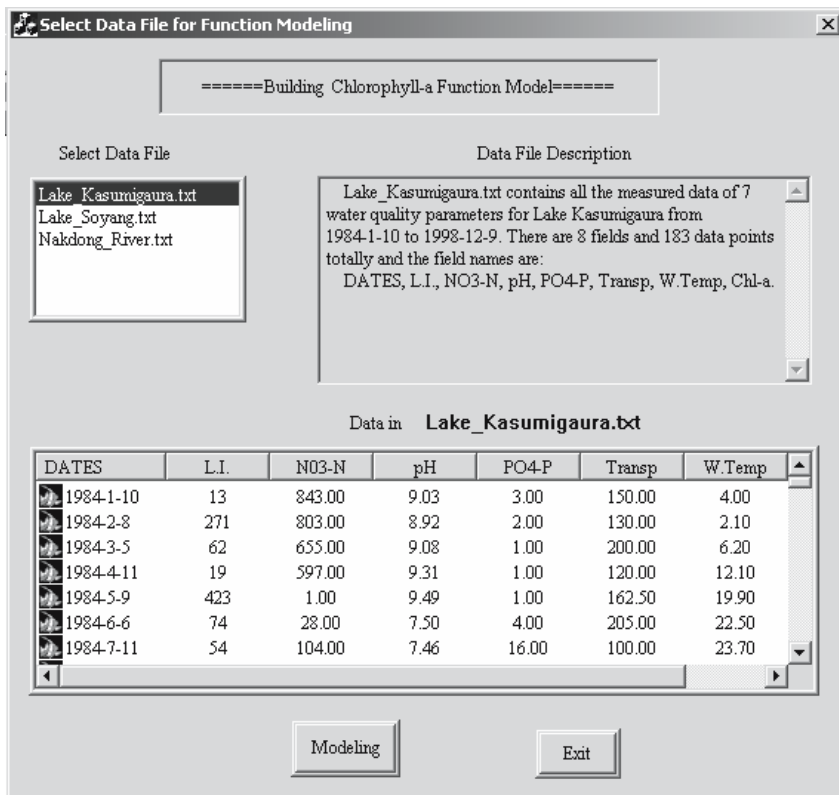 Select Data File for Function Modeling
======Building Chlorophyll-a Function Model======
Select Data File
Data File Description
Lake_Kasumigaura.txt
Lake_Soyang.txt
Nakdong_River.txt
Lake_Kasumigaura.txt contains all the measured data of 7
water quality parameters for Lake Kasumigaura from
1984-1-10 to 1998-12-9. There are 8 fields and 183 data points
totally and the field names are:
DATES, L.I., NO3-N, pH, PO4-P, Transp, W.Temp, Chl-a.
Data in Lake_Kasumigaura.txt
DATES L.I. N03-N pH PO4-P Transp W.Temp
1984-1-10 13 843.00 9.03 3.00 150.00 4.00
1984-2-8 271 803.00 8.92 2.00 130.00 2.10
1984-3-5 62 655.00 9.08 1.00 200.00 6.20
1984-4-11 19 597.00 9.31 1.00 120.00 12.10
1984-5-9 423 1.00 9.49 1.00 162.50 19.90
1984-6-6 74 28.00 7.50 4.00 205.00 22.50
1984-7-11 54 104.00 7.46 16.00 100.00 23.70
Modeling
Exit